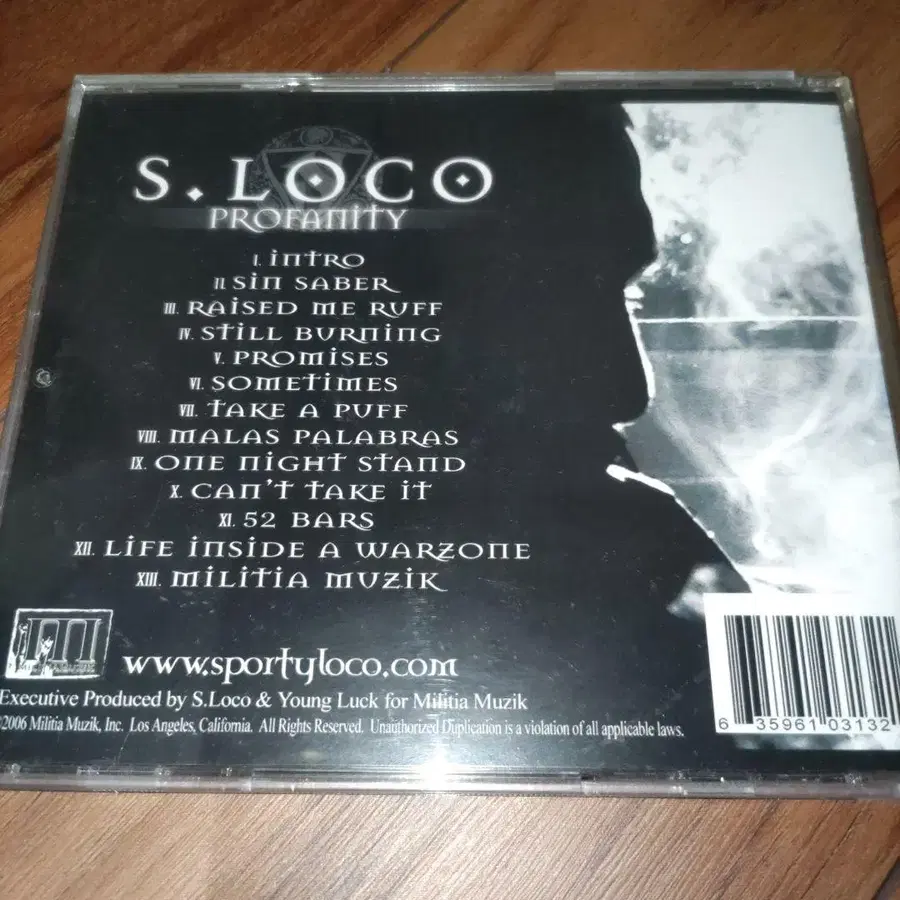 S. LOCO
PROFANITY
I. INTRO
II. SIN SABER
III. RAISED ME RUFF
IV. STILL BURNING
V. PROMISES
VI. SOMETIMES
VII. TAKE A PUFF
VIII. MALAS PALABRAS
IX. ONE NIGHT STAND
X. CAN'T TAKE IT
XI. 52 BARS
XII. LIFE INSIDE A WARZONE
XIII. MILITIA MUZIK
www.sportyloco.com
Executive Produced by S.Loco & Young Luck for Militia Muzik
©2006 Militia Muzik, Inc. Los Angeles, California. All Rights Reserved. Unauthorized Duplication is a violation of all applicable laws.
6 35961 03132